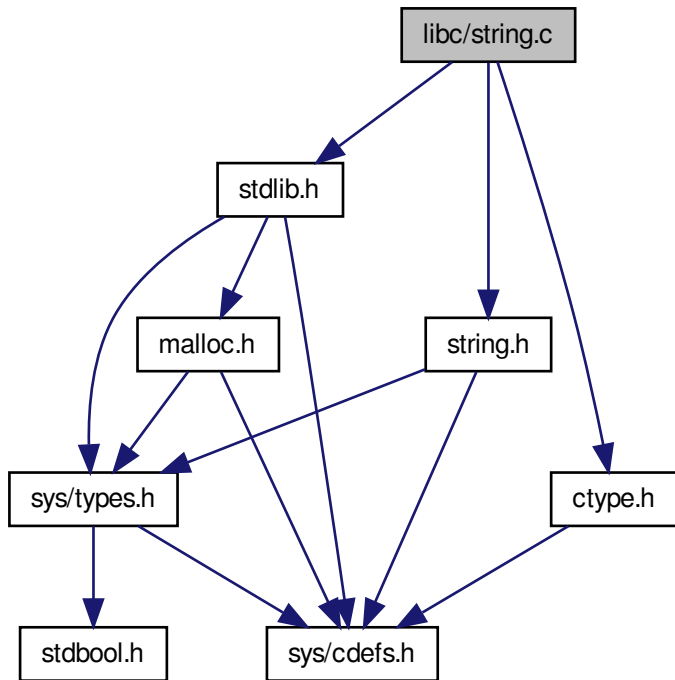 libc/string.c
stdlib.h
malloc.h
string.h
sys/types.h
ctype.h
stdbool.h
sys/cdefs.h